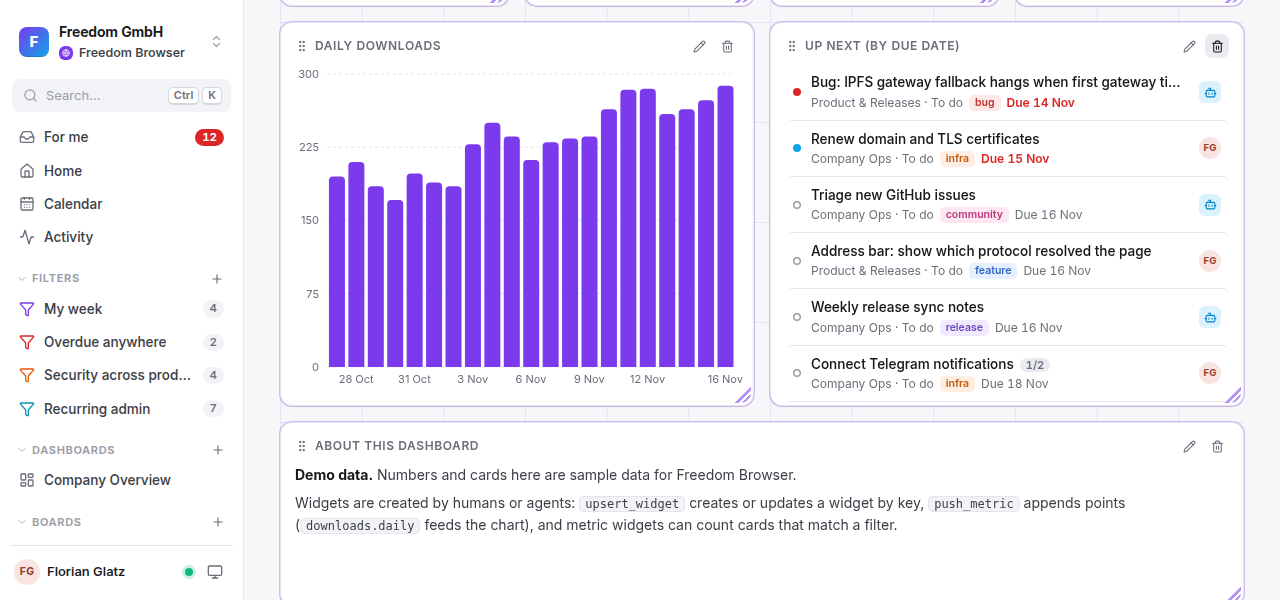 F
Freedom GmbH
Freedom Browser
Search...
Ctrl
K
For me
12
Home
Calendar
Activity
FILTERS
My week
4
Overdue anywhere
2
Security across prod...
4
Recurring admin
7
DASHBOARDS
Company Overview
BOARDS
FG
Florian Glatz
DAILY DOWNLOADS
300
225
150
75
0
28 Oct
31 Oct
3 Nov
6 Nov
9 Nov
12 Nov
16 Nov
UP NEXT (BY DUE DATE)
Bug: IPFS gateway fallback hangs when first gateway ti...
Product & Releases · To do bug Due 14 Nov
Renew domain and TLS certificates
Company Ops · To do infra Due 15 Nov
FG
Triage new GitHub issues
Company Ops · To do community Due 16 Nov
Address bar: show which protocol resolved the page
Product & Releases · To do feature Due 16 Nov
FG
Weekly release sync notes
Company Ops · To do release Due 16 Nov
Connect Telegram notifications 1/2
Company Ops · To do infra Due 18 Nov
FG
ABOUT THIS DASHBOARD
Demo data. Numbers and cards here are sample data for Freedom Browser.
Widgets are created by humans or agents: upsert_widget creates or updates a widget by key, push_metric appends points
(downloads.daily feeds the chart), and metric widgets can count cards that match a filter.